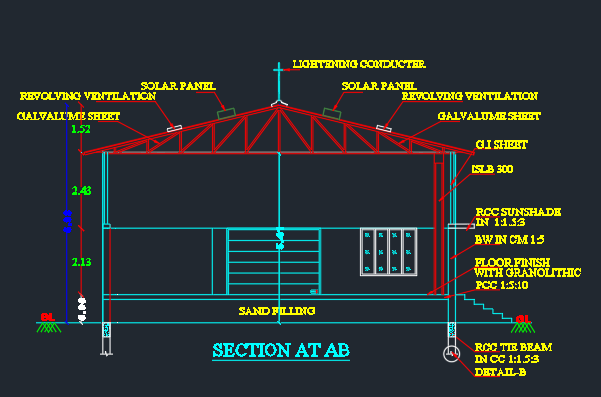 LIGHTENING CONDUCTER
SOLAR PANEL
SOLAR PANEL
REVOLVING VENTILATION
REVOLVING VENTILATION
GALVALUME SHEET
GALVALUME SHEET
1.52
G.I SHEET
ISLB 300
2.43
RCC SUNSHADE
IN 1:1.5:3
BW IN CM 1:5
2.13
FLOOR FINISH
WITH GRANOLITHIC
PCC 1:5:10
SAND FILLING
GL
GL
SECTION AT AB
RCC TIE BEAM
IN CC 1:1.5:3
DETAIL-B